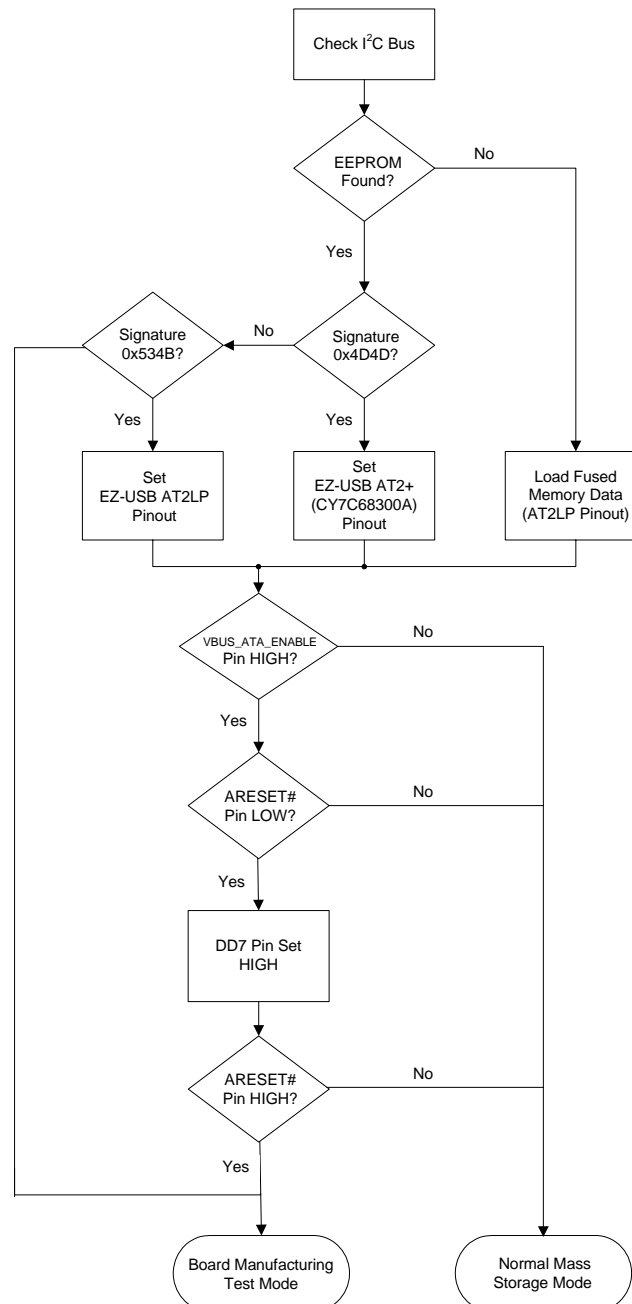 Check I²C Bus
EEPROM
Found?
No
Yes
Signature
0x534B?
No
Signature
0x4D4D?
Yes
Yes
Set
EZ-USB AT2LP
Pinout
Set
EZ-USB AT2+
(CY7C68300A)
Pinout
Load Fused
Memory Data
(AT2LP Pinout)
VBUS_ATA_ENABLE
Pin HIGH?
No
Yes
ARESET#
Pin LOW?
No
Yes
DD7 Pin Set
HIGH
ARESET#
Pin HIGH?
No
Yes
Board Manufacturing
Test Mode
Normal Mass
Storage Mode